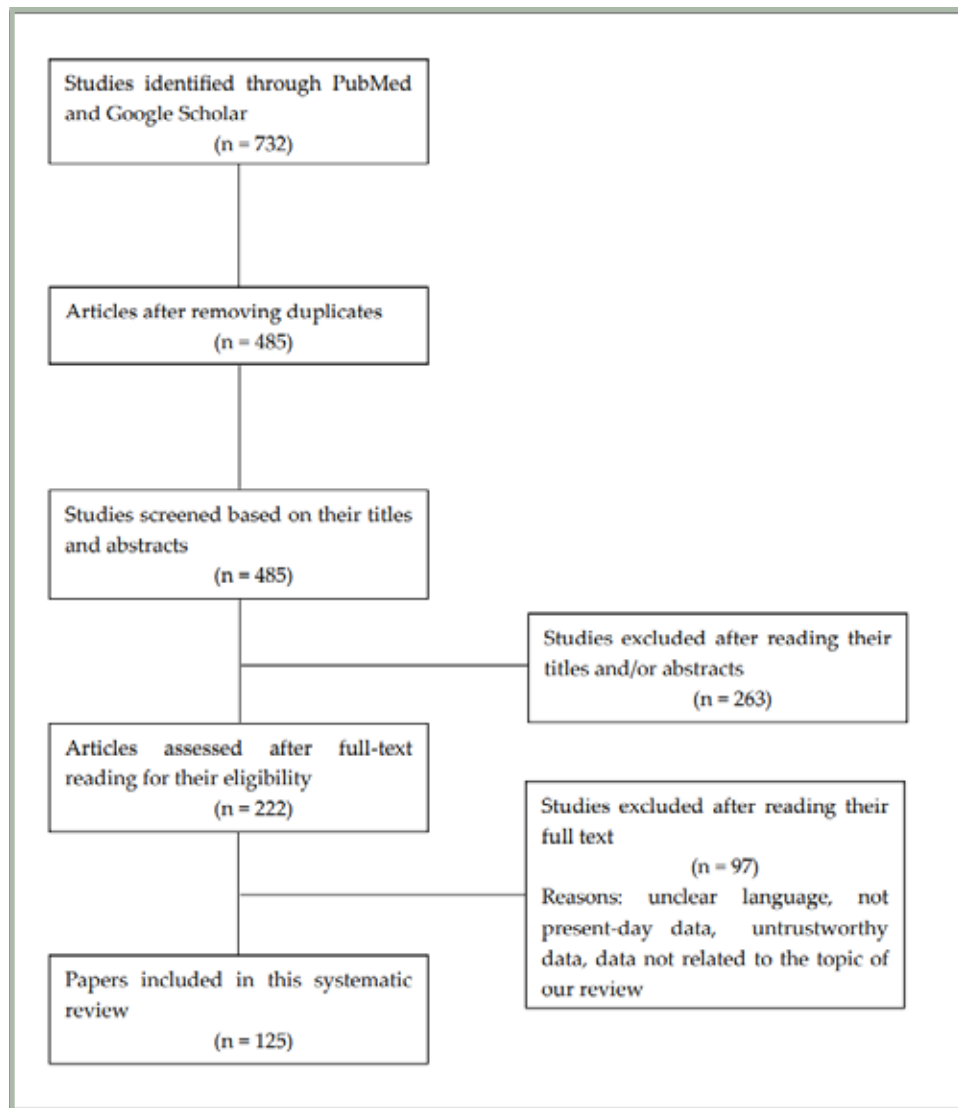 Studies identified through PubMed
and Google Scholar
(n = 732)
Articles after removing duplicates
(n = 485)
Studies screened based on their titles
and abstracts
(n = 485)
Studies excluded after reading their
titles and/or abstracts
(n = 263)
Articles assessed after full-text
reading for their eligibility
(n = 222)
Studies excluded after reading their
full text
(n = 97)
Reasons: unclear language, not
present-day data, untrustworthy
data, data not related to the topic of
our review
Papers included in this systematic
review
(n = 125)